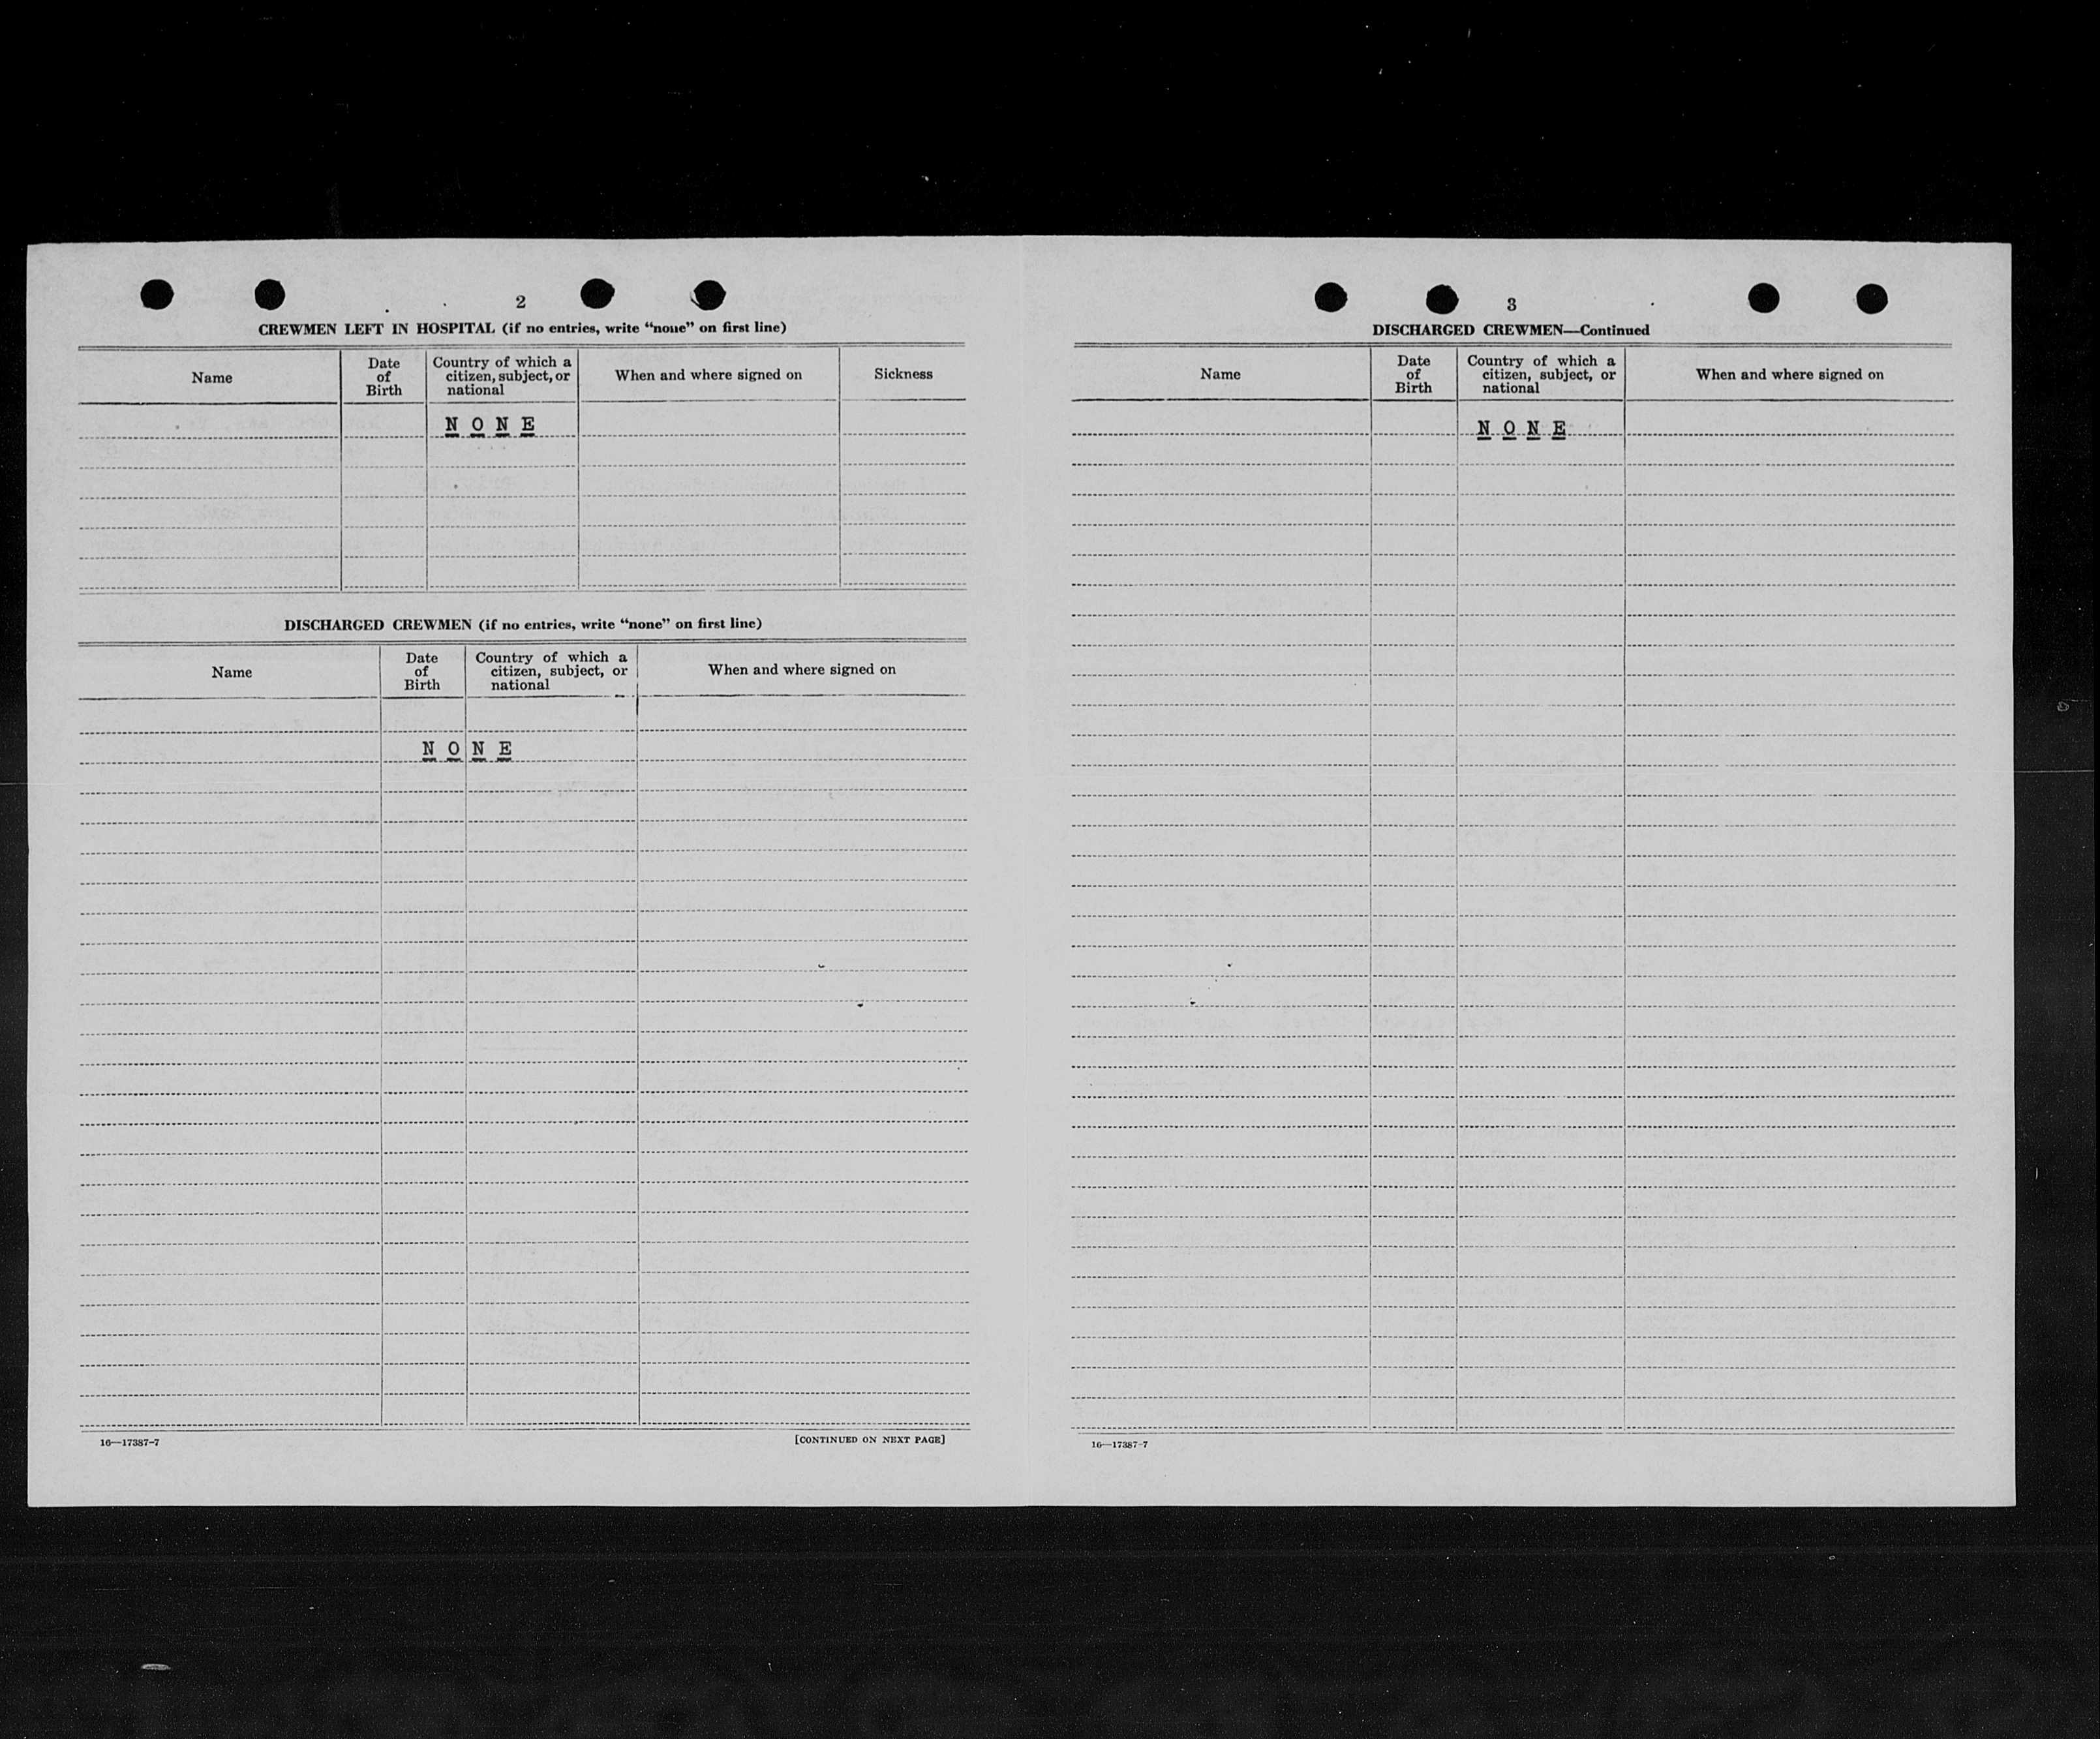 2
CREWMEN LEFT IN HOSPITAL (if no entries, write “none” on first line)
Name
Date of Birth
Country of which a citizen, subject, or national
When and where signed on
Sickness
N O N E
DISCHARGED CREWMEN (if no entries, write “none” on first line)
Name
Date of Birth
Country of which a citizen, subject, or national
When and where signed on
N O N E
16—17387-7
[CONTINUED ON NEXT PAGE]
3
DISCHARGED CREWMEN—Continued
Name
Date of Birth
Country of which a citizen, subject, or national
When and where signed on
N O N E
16—17387-7